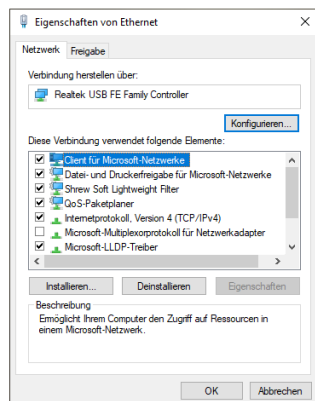 Eigenschaften von Ethernet
Netzwerk Freigabe
Verbindung herstellen über:
Realtek USB FE Family Controller
Konfigurieren...
Diese Verbindung verwendet folgende Elemente:
Client für Microsoft-Netzwerke
Datei- und Druckerfreigabe für Microsoft-Netzwerke
Shrew Soft Lightweight Filter
QoS-Paketplaner
Internetprotokoll, Version 4 (TCP/IPv4)
Microsoft-Multiplexorprotokoll für Netzwerkadapter
Microsoft-LLDP-Treiber
Installieren... Deinstallieren Eigenschaften
Beschreibung
Ermöglicht Ihrem Computer den Zugriff auf Ressourcen in
einem Microsoft-Netzwerk.
OK Abbrechen